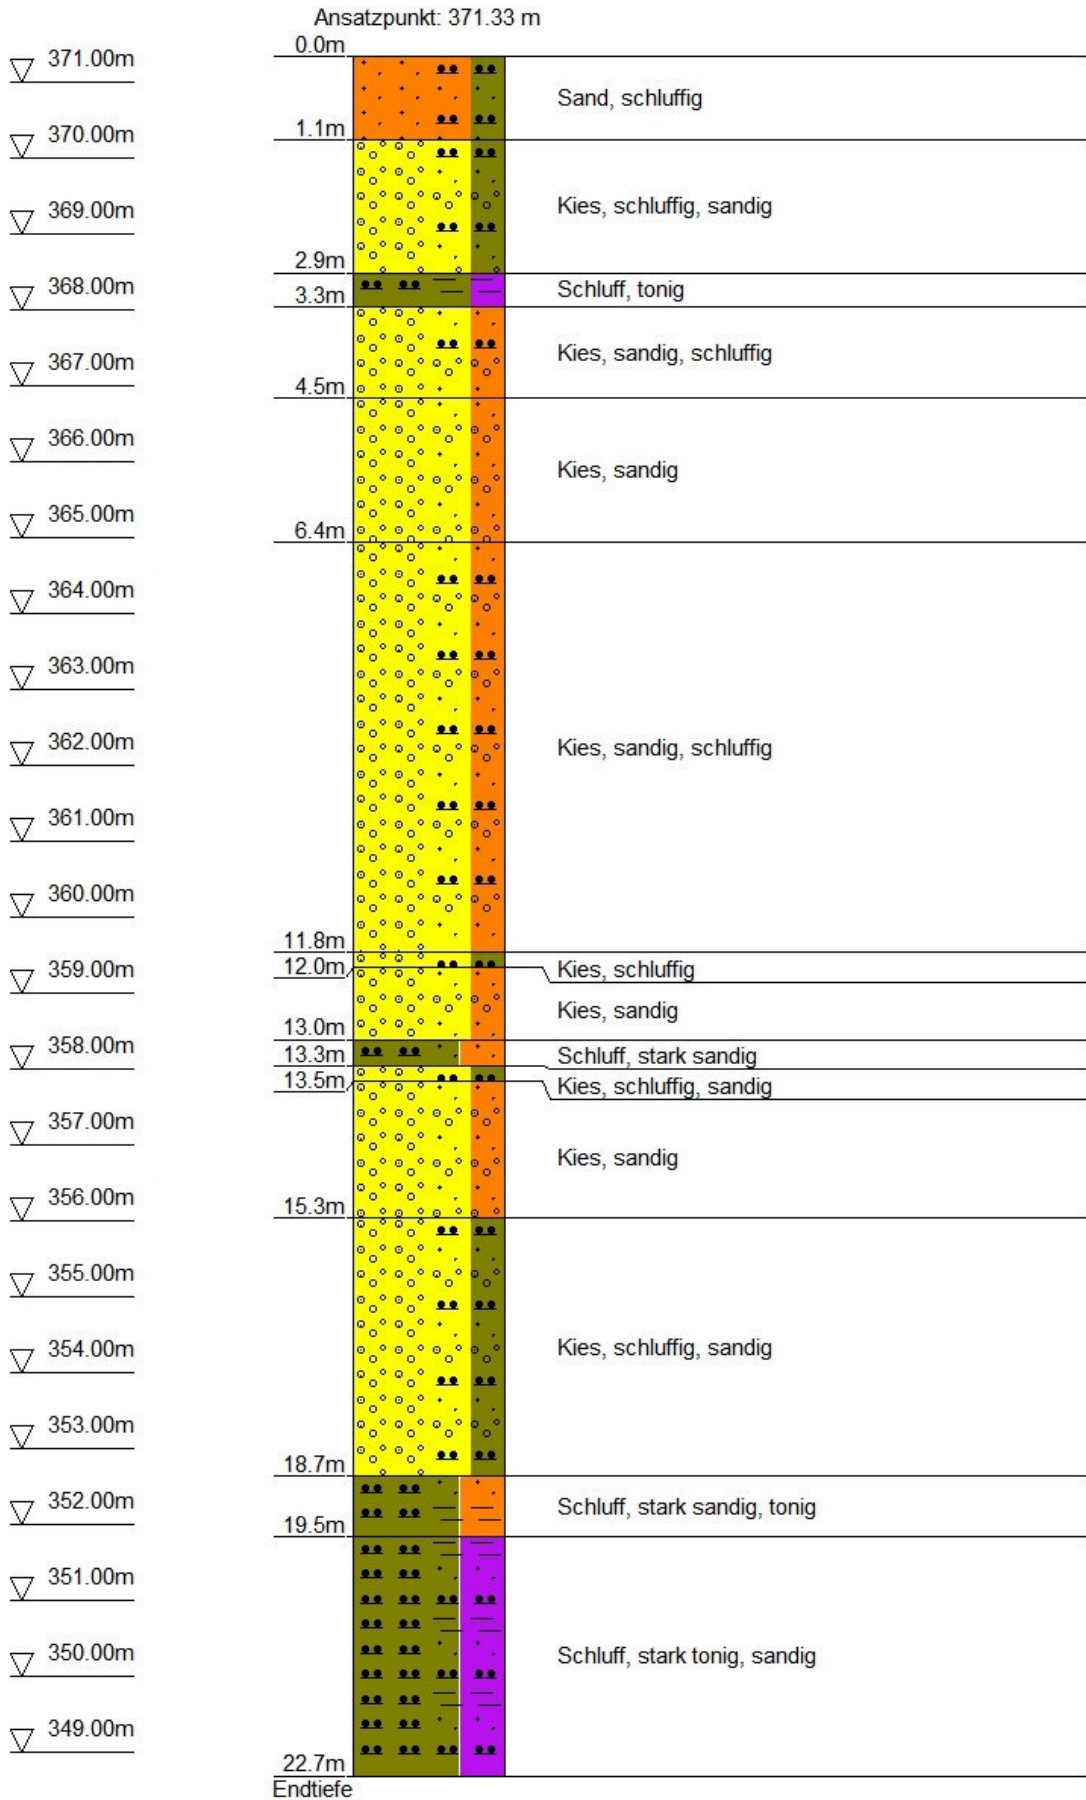 Ansatzpunkt: 371.33 m
0.0m
371.00m
Sand, schluffig
1.1m
370.00m
369.00m
Kies, schluffig, sandig
2.9m
368.00m
Schluff, tonig
3.3m
367.00m
Kies, sandig, schluffig
4.5m
366.00m
Kies, sandig
365.00m
6.4m
364.00m
363.00m
362.00m
Kies, sandig, schluffig
361.00m
360.00m
11.8m
359.00m
12.0m
Kies, schluffig
Kies, sandig
13.0m
358.00m
13.3m
Schluff, stark sandig
13.5m
Kies, schluffig, sandig
357.00m
Kies, sandig
356.00m
15.3m
355.00m
354.00m
Kies, schluffig, sandig
353.00m
18.7m
352.00m
Schluff, stark sandig, tonig
19.5m
351.00m
350.00m
Schluff, stark tonig, sandig
349.00m
22.7m
Endtiefe